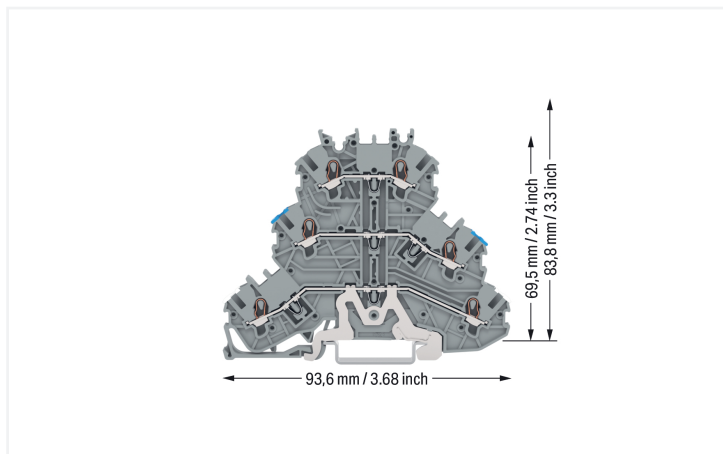 69,5 mm / 2.74 inch
83,8 mm / 3.3 inch
93,6 mm / 3.68 inch